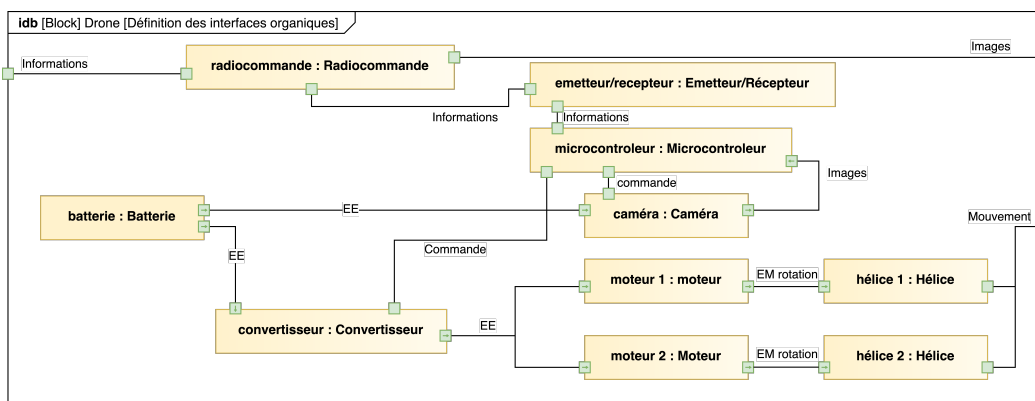 idb [Block] Drone [Définition des interfaces organiques]
Informations
radiocommande : Radiocommande
Images
emetteur/recepteur : Emetteur/Récepteur
Informations
Informations
microcontroleur : Microcontroleur
Images
commande
batterie : Batterie
EE
caméra : Caméra
Mouvement
EE
Commande
moteur 1 : moteur
EM rotation
hélice 1 : Hélice
convertisseur : Convertisseur
EE
moteur 2 : Moteur
EM rotation
hélice 2 : Hélice